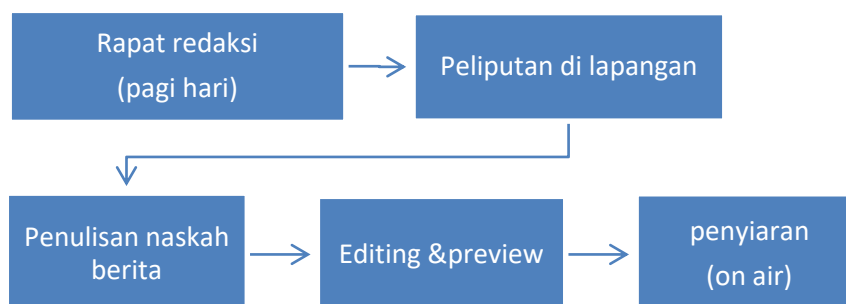 Rapat redaksi
(pagi hari)
Peliputan di lapangan
Penulisan naskah
berita
Editing &preview
penyiaran
(on air)